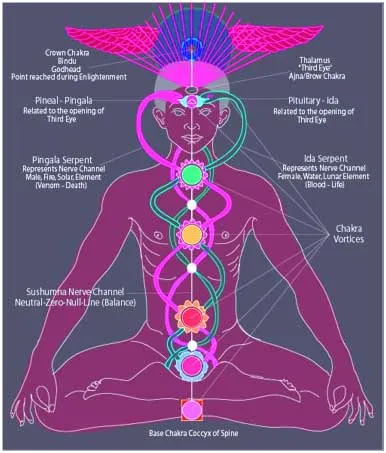 Crown Chakra
Bindu
Godhead
Point reached during Enlightenment
Thalamus
"Third Eye"
Ajna/Brow Chakra
Pineal - Pingala
Related to the opening of
Third Eye
Pituitary - Ida
Related to the opening of
Third Eye
Pingala Serpent
Represents Nerve Channel
Male, Fire, Solar, Element
(Venom - Death)
Ida Serpent
Represents Nerve Channel
Female, Water, Lunar Element
(Blood - Life)
Chakra
Vortices
Sushumna Nerve Channel
Neutral-Zero-Null-Line (Balance)
Base Chakra Coccyx of Spine